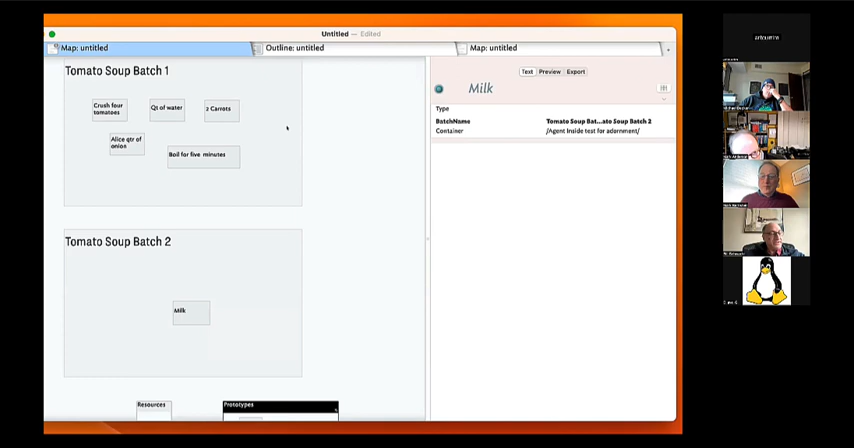 Untitled — Edited
Map: untitled
Outline: untitled
Map: untitled
Tomato Soup Batch 1
Crush four
tomatoes
Qt of water
2 Carrots
Alice qtr of
onion
Boil for five minutes
Tomato Soup Batch 2
Milk
Resources
Prototypes
Text
Preview
Export
Milk
Type
BatchName
Tomato Soup Bat...ato Soup Batch 2
Container
/Agent Inside test for adornment/